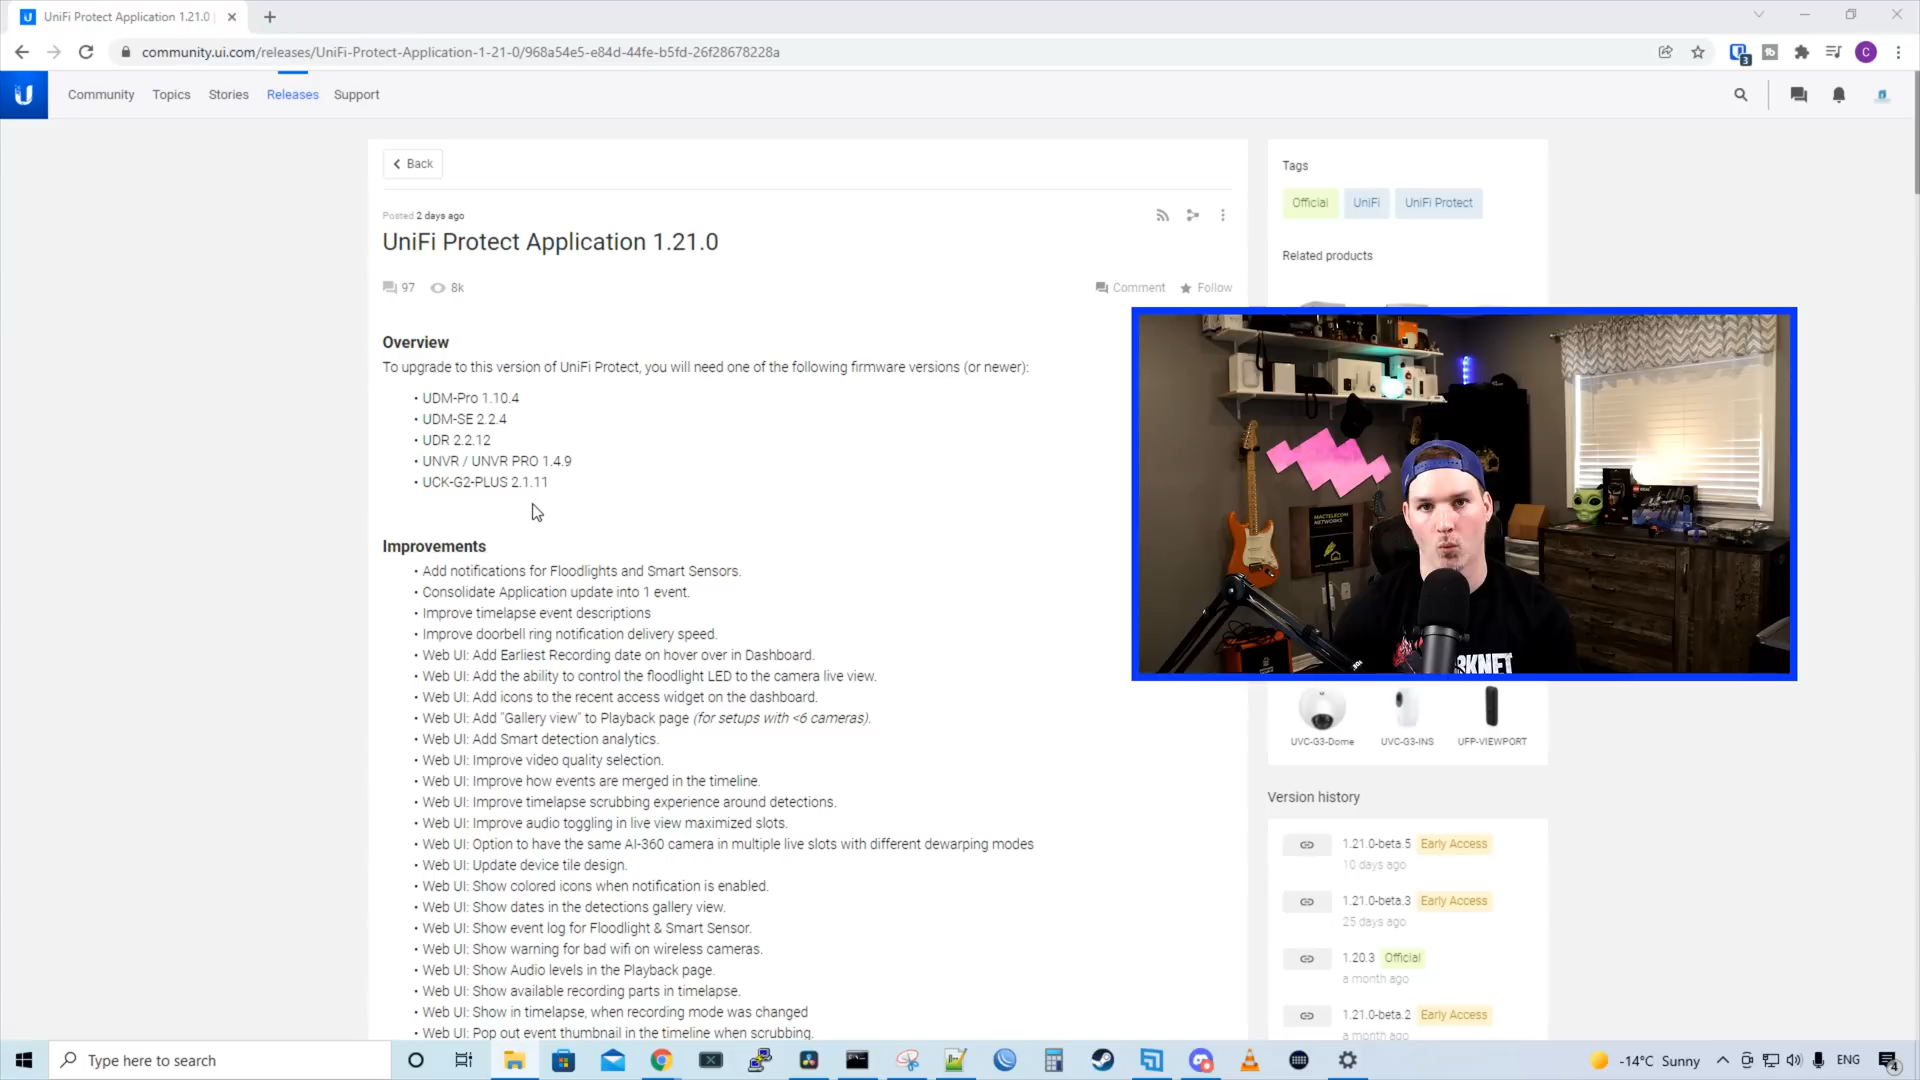 UniFi Protect Application 1.21.0
community.ui.com/releases/UniFi-Protect-Application-1-21-0/968a54e5-e84d-44fe-b5fd-26f28678228a
3
C
Community Topics Stories Releases Support
Back
Posted 2 days ago
UniFi Protect Application 1.21.0
97 8k
Comment Follow
Overview
To upgrade to this version of UniFi Protect, you will need one of the following firmware versions (or newer):
• UDM-Pro 1.10.4
• UDM-SE 2.2.4
• UDR 2.2.12
• UNVR / UNVR PRO 1.4.9
• UCK-G2-PLUS 2.1.11
Improvements
• Add notifications for Floodlights and Smart Sensors.
• Consolidate Application update into 1 event.
• Improve timelapse event descriptions
• Improve doorbell ring notification delivery speed.
• Web UI: Add Earliest Recording date on hover over in Dashboard.
• Web UI: Add the ability to control the floodlight LED to the camera live view.
• Web UI: Add icons to the recent access widget on the dashboard.
• Web UI: Add "Gallery view" to Playback page (for setups with <6 cameras).
• Web UI: Add Smart detection analytics.
• Web UI: Improve video quality selection.
• Web UI: Improve how events are merged in the timeline.
• Web UI: Improve timelapse scrubbing experience around detections.
• Web UI: Improve audio toggling in live view maximized slots.
• Web UI: Option to have the same AI-360 camera in multiple live slots with different dewarping modes
• Web UI: Update device tile design.
• Web UI: Show colored icons when notification is enabled.
• Web UI: Show dates in the detections gallery view.
• Web UI: Show event log for Floodlight & Smart Sensor.
• Web UI: Show warning for bad wifi on wireless cameras.
• Web UI: Show Audio levels in the Playback page.
• Web UI: Show available recording parts in timelapse.
• Web UI: Show in timelapse, when recording mode was changed
• Web UI: Pop out event thumbnail in the timeline when scrubbing.
Tags
Official UniFi UniFi Protect
Related products
MACTELECOM
NETWORKS
RKNET
UVC-G3-Dome UVC-G3-INS UFP-VIEWPORT
Version history
1.21.0-beta.5 Early Access
10 days ago
1.21.0-beta.3 Early Access
25 days ago
1.20.3 Official
a month ago
1.21.0-beta.2 Early Access
a month ago
Type here to search
-14°C Sunny
ENG
4